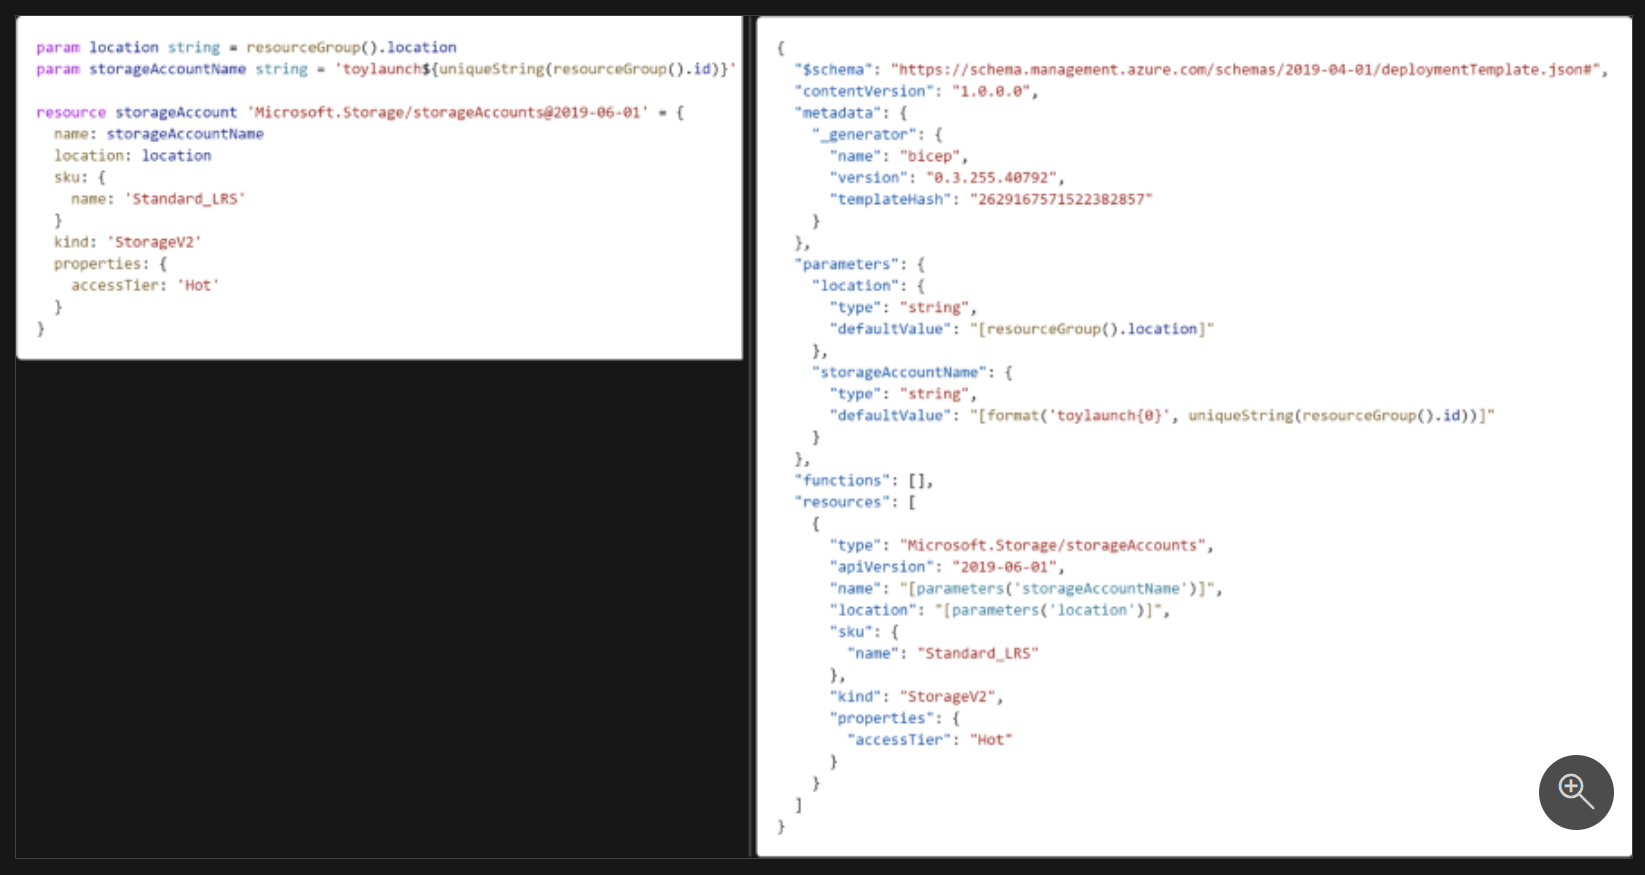 param location string = resourceGroup().location
param storageAccountName string = 'toylaunch${uniqueString(resourceGroup().id)}'
resource storageAccount 'Microsoft.Storage/storageAccounts@2019-06-01' = {
name: storageAccountName
location: location
sku: {
name: 'Standard_LRS'
}
kind: 'StorageV2'
properties: {
accessTier: 'Hot'
}
}
{
"$schema": "https://schema.management.azure.com/schemas/2019-04-01/deploymentTemplate.json#",
"contentVersion": "1.0.0.0",
"metadata": {
"_generator": {
"name": "bicep",
"version": "0.3.255.40792",
"templateHash": "2629167571522382857"
}
},
"parameters": {
"location": {
"type": "string",
"defaultValue": "[resourceGroup().location]"
},
"storageAccountName": {
"type": "string",
"defaultValue": "[format('toylaunch{0}', uniqueString(resourceGroup().id))]"
}
},
"functions": [],
"resources": [
{
"type": "Microsoft.Storage/storageAccounts",
"apiVersion": "2019-06-01",
"name": "[parameters('storageAccountName')]",
"location": "[parameters('location')]",
"sku": {
"name": "Standard_LRS"
},
"kind": "StorageV2",
"properties": {
"accessTier": "Hot"
}
}
]
}